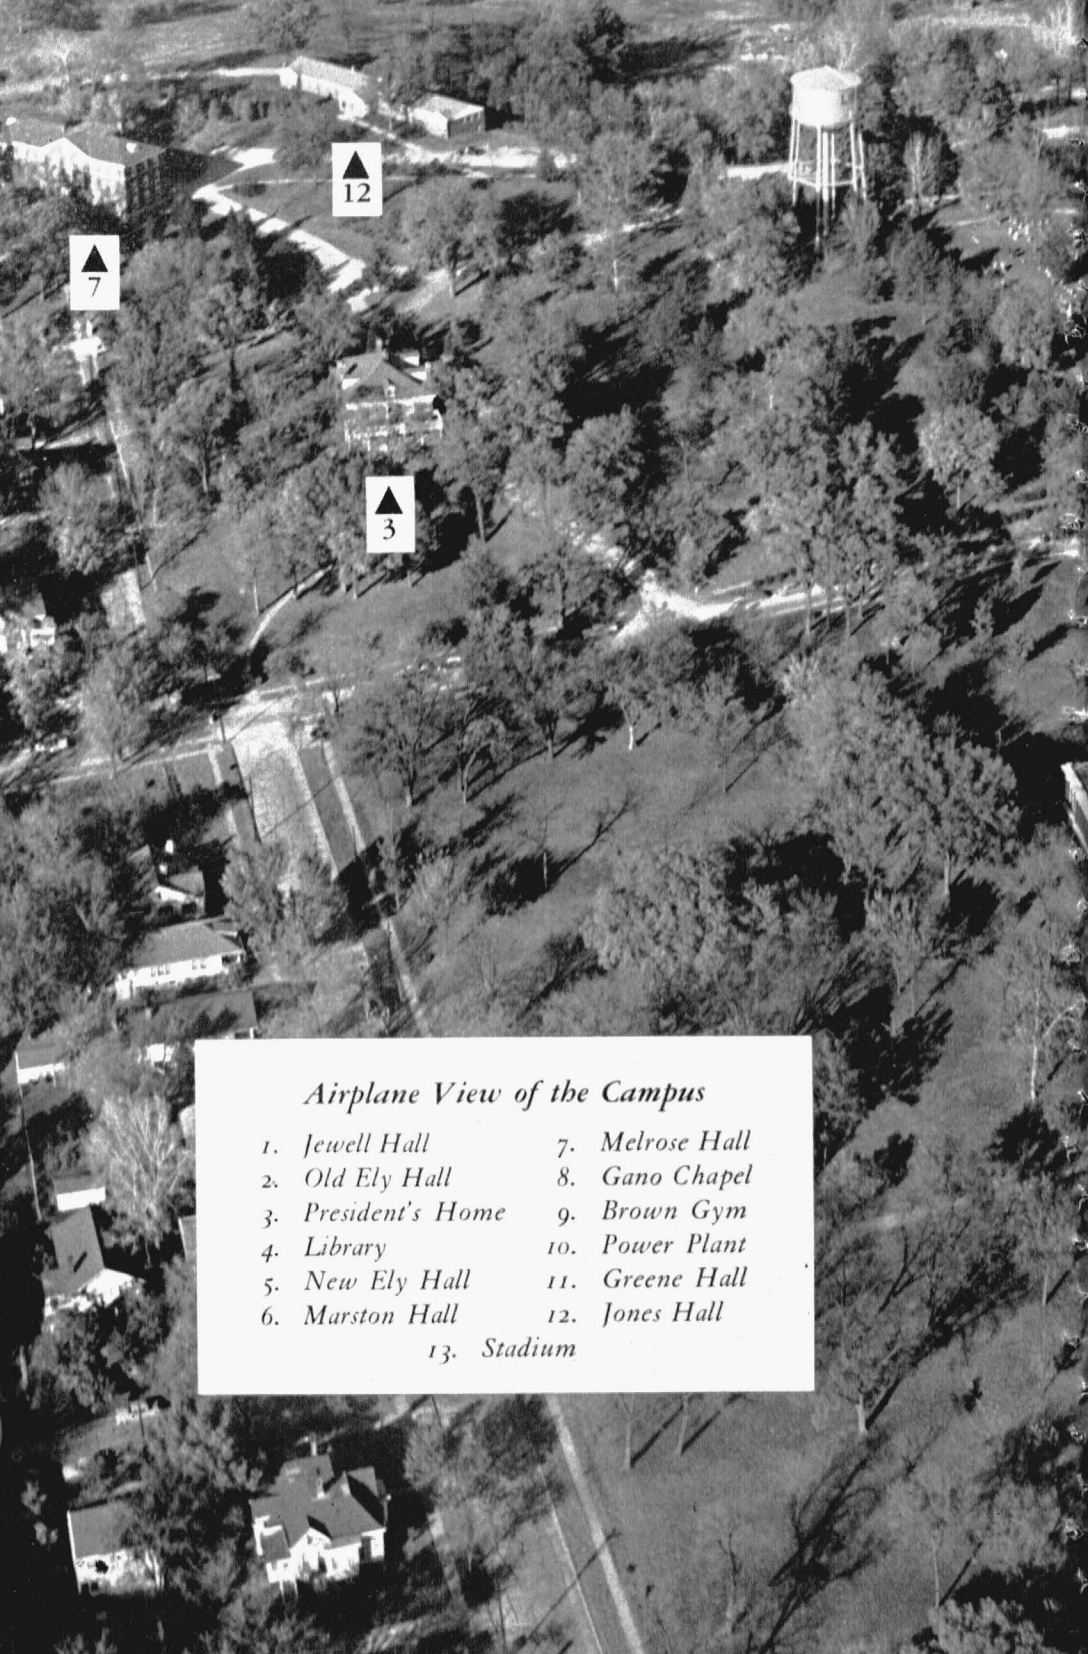 12
7
3
Airplane View of the Campus
1. Jewell Hall
2. Old Ely Hall
3. President's Home
4. Library
5. New Ely Hall
6. Marston Hall
7. Melrose Hall
8. Gano Chapel
9. Brown Gym
10. Power Plant
11. Greene Hall
12. Jones Hall
13. Stadium